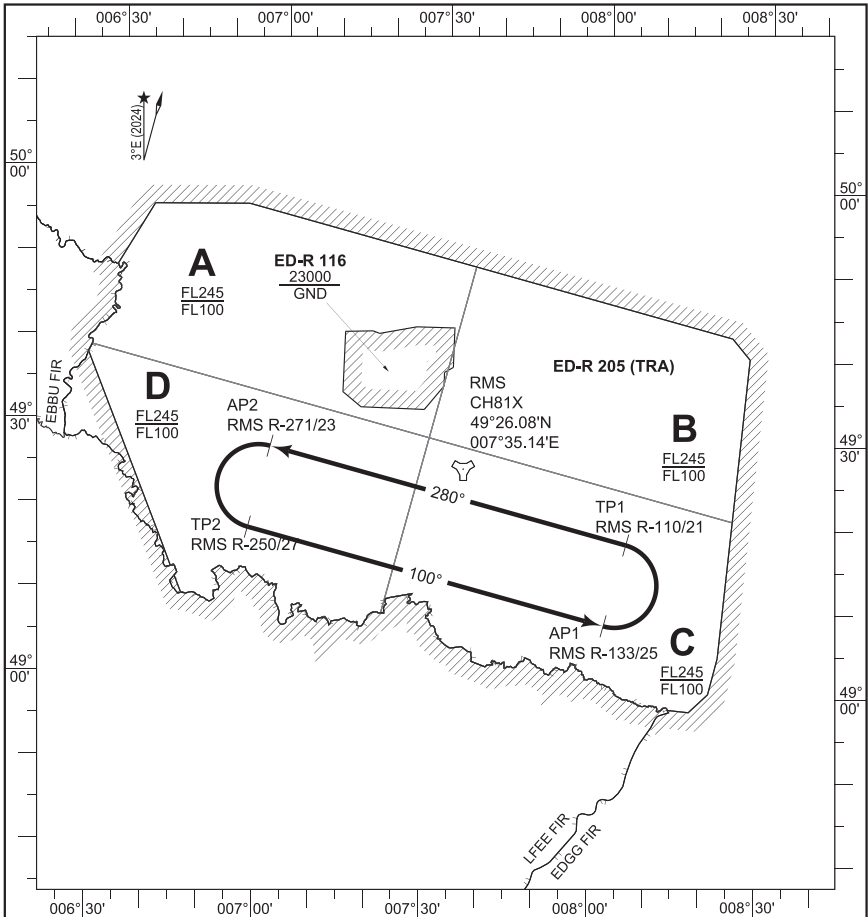 006°30'
007°00'
007°30'
008°00'
008°30'
3°E (2024)
50°
00'
50°
00'
A
FL245
FL100
ED-R 116
23000
GND
ED-R 205 (TRA)
EBBU FIR
D
FL245
FL100
RMS
CH81X
49°26.08'N
007°35.14'E
B
FL245
FL100
49°
30'
49°
30'
AP2
RMS R-271/23
280°
TP1
RMS R-110/21
TP2
RMS R-250/27
100°
AP1
RMS R-133/25
C
FL245
FL100
49°
00'
49°
00'
LFEE FIR
EDGG FIR
006°30'
007°00'
007°30'
008°00'
008°30'